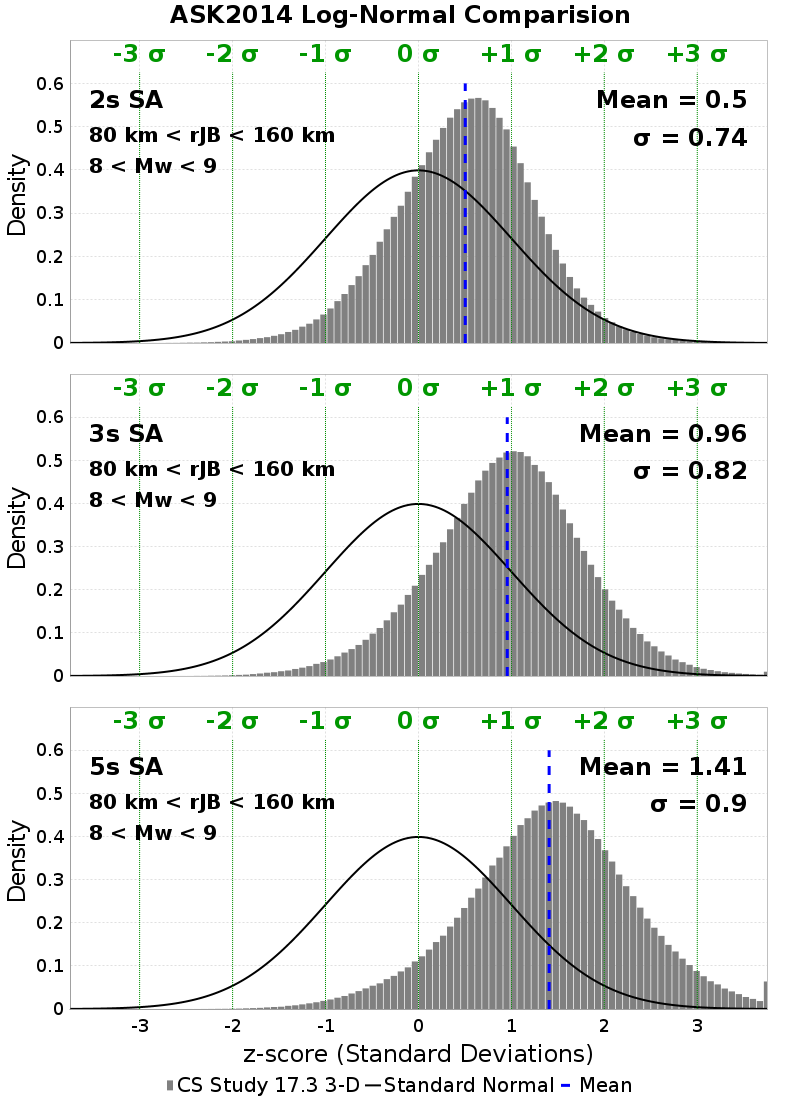 ASK2014 Log-Normal Comparision
-3 σ -2 σ -1 σ 0 σ +1 σ +2 σ +3 σ
0.6
2s SA Mean = 0.5
0.5
80 km < rJB < 160 km σ = 0.74
8 < Mw < 9
0.4
0.3
0.2
0.1
0
Density
-3 σ -2 σ -1 σ 0 σ +1 σ +2 σ +3 σ
0.6
3s SA Mean = 0.96
0.5
80 km < rJB < 160 km σ = 0.82
8 < Mw < 9
0.4
0.3
0.2
0.1
0
Density
-3 σ -2 σ -1 σ 0 σ +1 σ +2 σ +3 σ
0.6
5s SA Mean = 1.41
0.5
80 km < rJB < 160 km σ = 0.9
8 < Mw < 9
0.4
0.3
0.2
0.1
0
Density
-3 -2 -1 0 1 2 3
z-score (Standard Deviations)
CS Study 17.3 3-D Standard Normal Mean